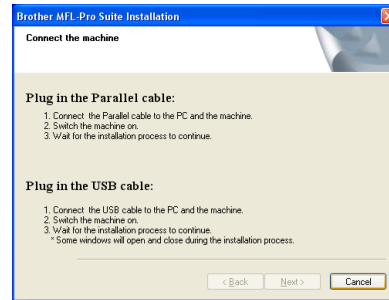 Brother MFL-Pro Suite Installation
Connect the machine
Plug in the Parallel cable:
1. Connect the Parallel cable to the PC and the machine.
2. Switch the machine on.
3. Wait for the installation process to continue.
Plug in the USB cable:
1. Connect the USB cable to the PC and the machine.
2. Switch the machine on.
3. Wait for the installation process to continue.
* Some windows will open and close during the installation process.
< Back Next > Cancel